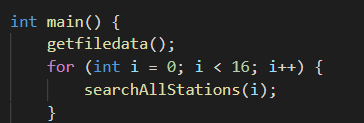 int main() {
    getfiledata();
    for (int i = 0; i < 16; i++) {
        searchAllStations(i);
    }